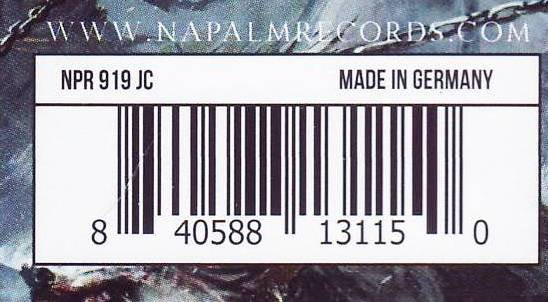 WWW.NAPALMRECORDS.COM
NPR 919 JC MADE IN GERMANY
8 40588 13115 0